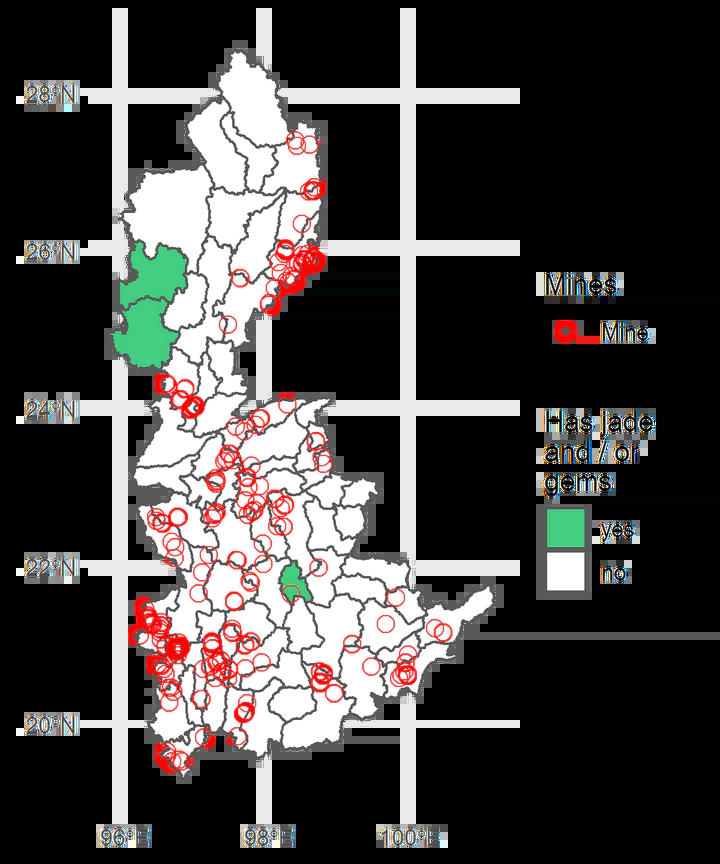 28°N
26°N
24°N
22°N
20°N
96°E
98°E
100°E
Mines
Mine
Has jade
and / or
gems
yes
no